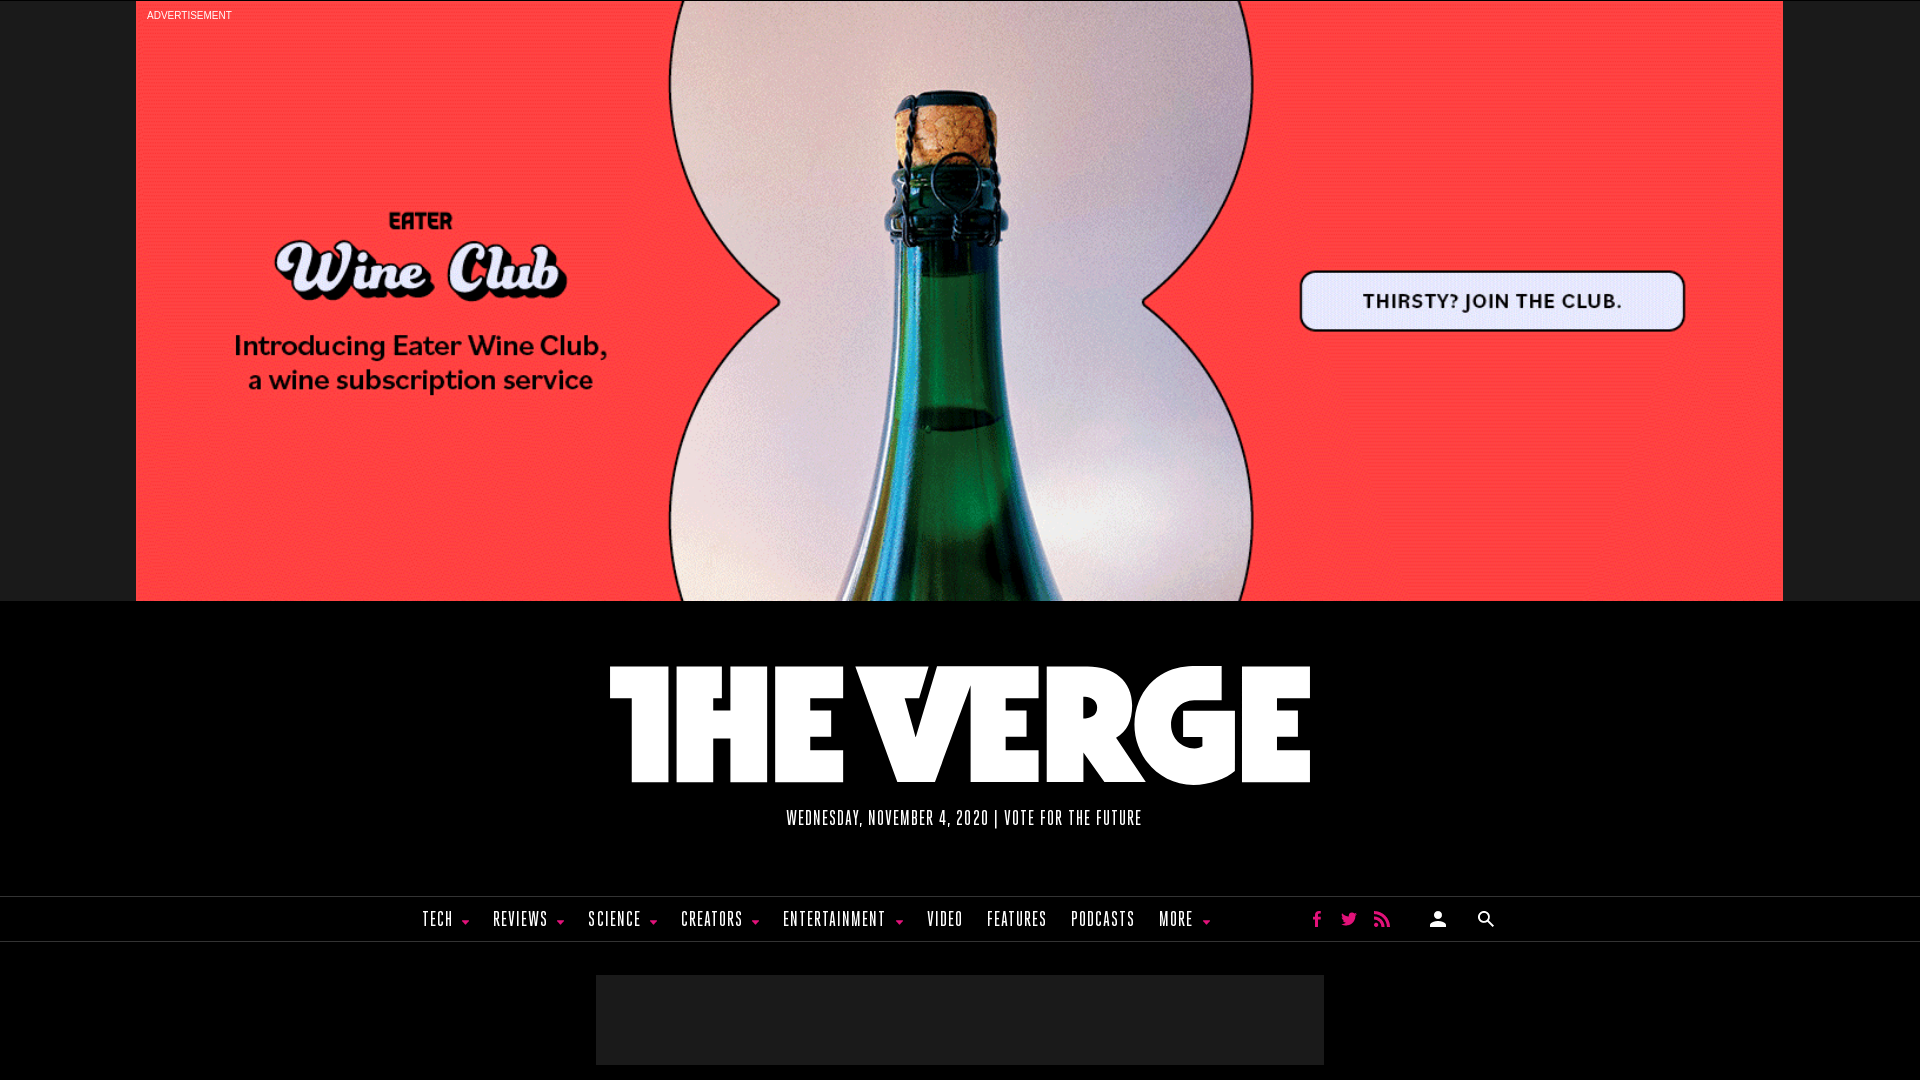 ADVERTISEMENT
EATER
Wine Club
Introducing Eater Wine Club,
a wine subscription service
THIRSTY? JOIN THE CLUB.
THE VERGE
WEDNESDAY, NOVEMBER 4, 2020 | VOTE FOR THE FUTURE
TECH REVIEWS SCIENCE CREATORS ENTERTAINMENT VIDEO FEATURES PODCASTS MORE